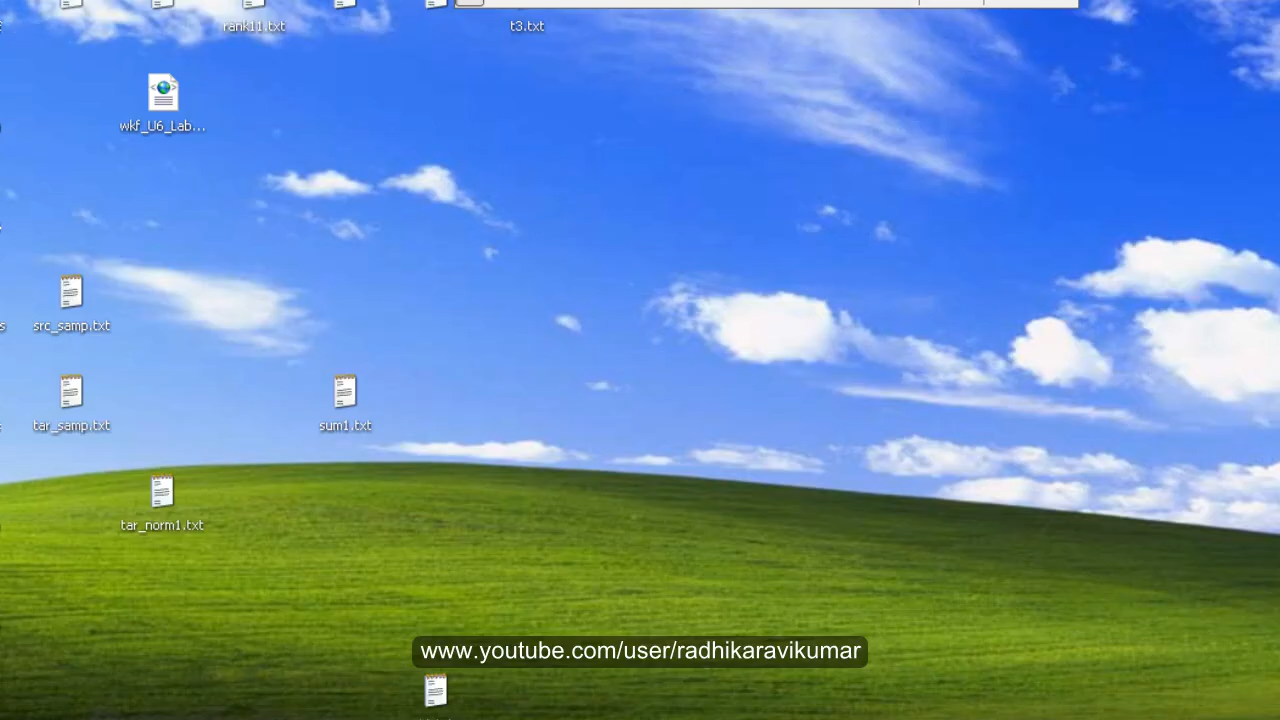 rank11.txt
t3.txt
wkf_U6_Lab...
src_samp.txt
tar_samp.txt
sum1.txt
tar_norm1.txt
www.youtube.com/user/radhikaravikumar